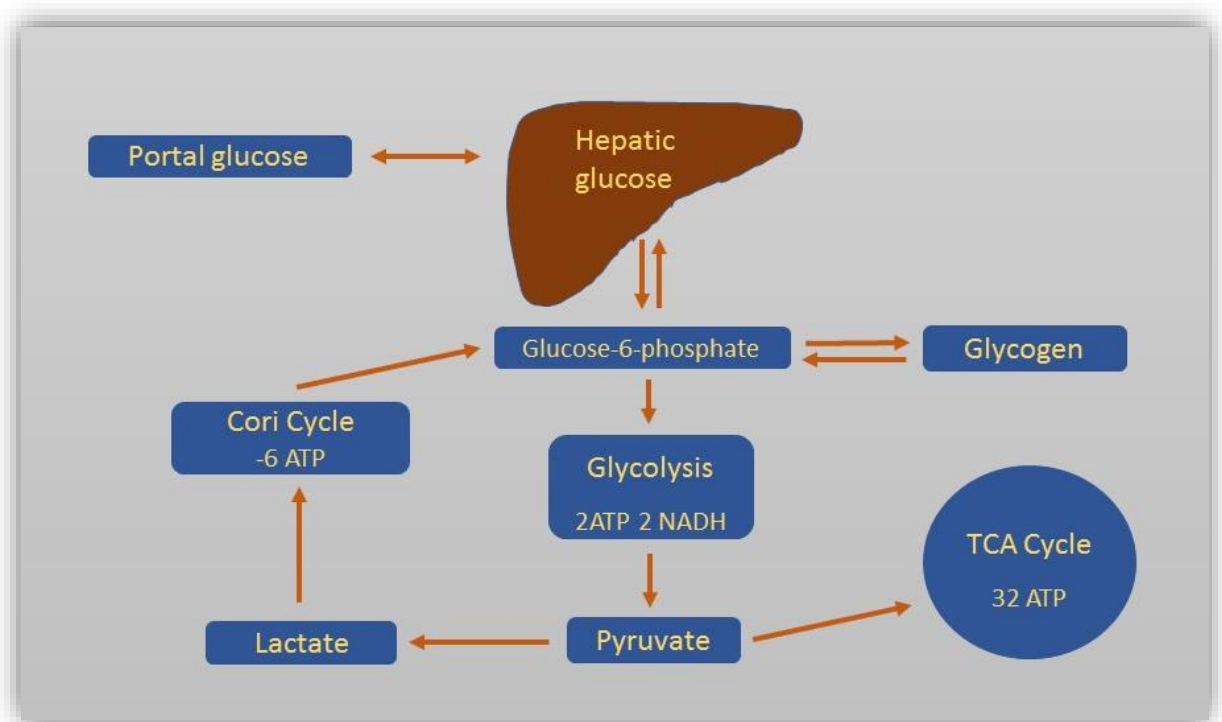 Hepatic
glucose
Portal glucose
Glucose-6-phosphate
Glycogen
Cori Cycle
-6 ATP
Glycolysis
2ATP 2 NADH
TCA Cycle
32 ATP
Lactate
Pyruvate